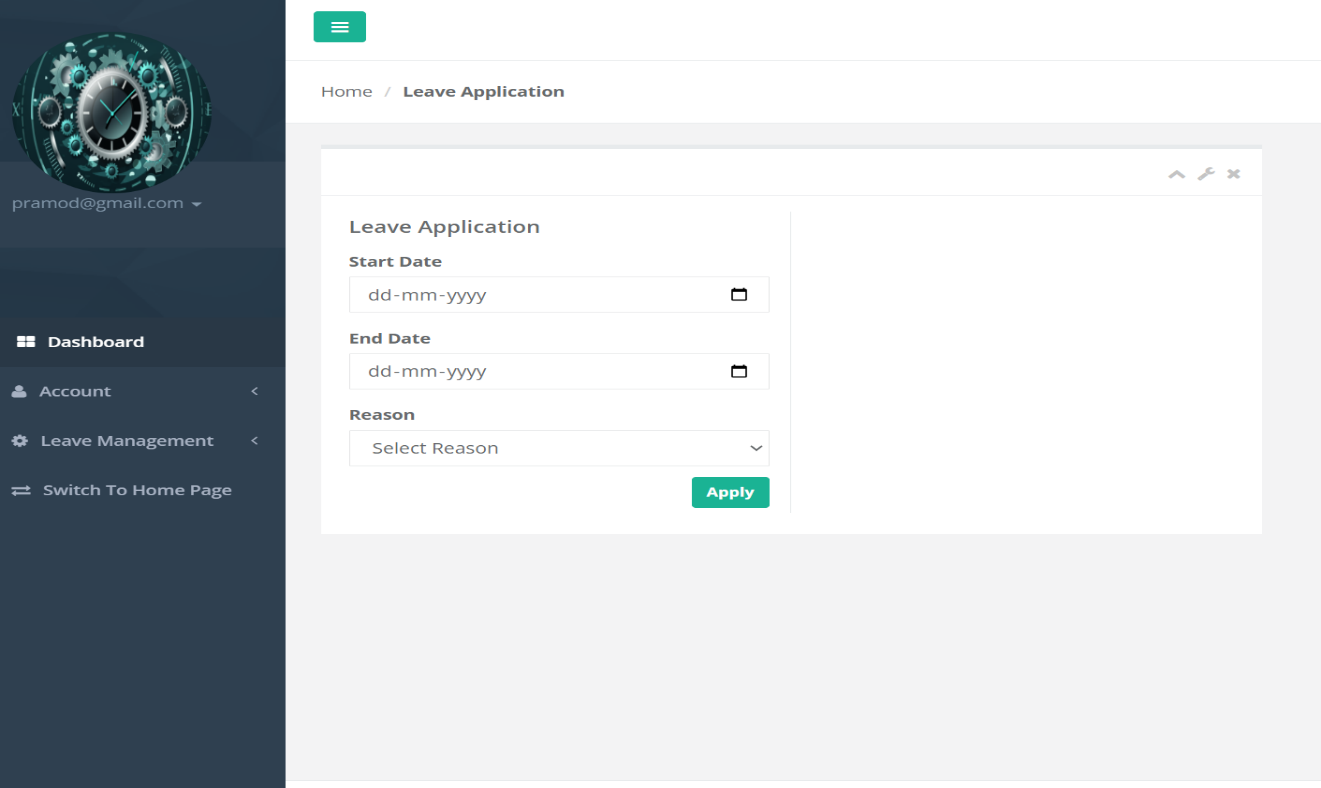 pramod@gmail.com
Dashboard
Account
Leave Management
Switch To Home Page
Home / Leave Application
Leave Application
Start Date
dd-mm-yyyy
End Date
dd-mm-yyyy
Reason
Select Reason
Apply